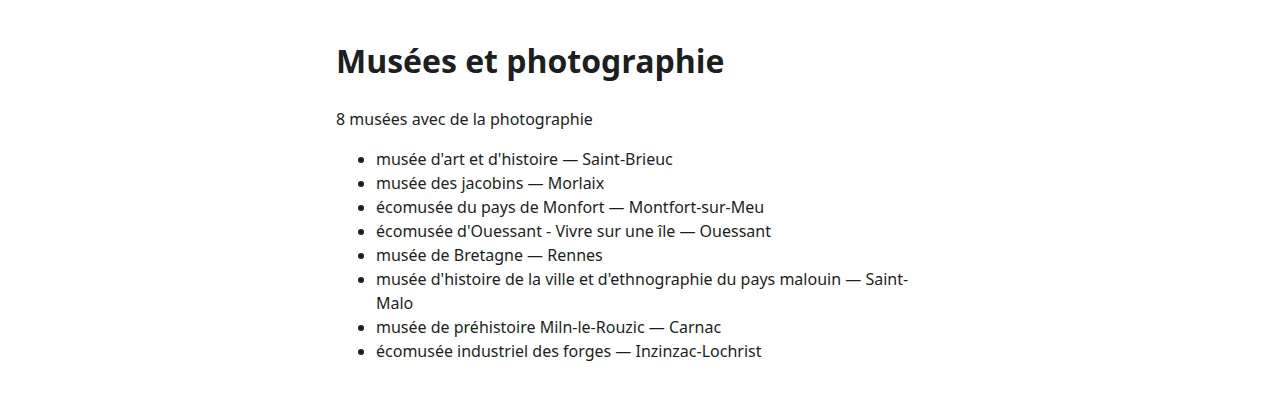 Musées et photographie
8 musées avec de la photographie
musée d'art et d'histoire — Saint-Brieuc
musée des jacobins — Morlaix
écomusée du pays de Monfort — Montfort-sur-Meu
écomusée d'Ouessant - Vivre sur une île — Ouessant
musée de Bretagne — Rennes
musée d'histoire de la ville et d'ethnographie du pays malouin — Saint-
Malo
musée de préhistoire Miln-le-Rouzic — Carnac
écomusée industriel des forges — Inzinzac-Lochrist